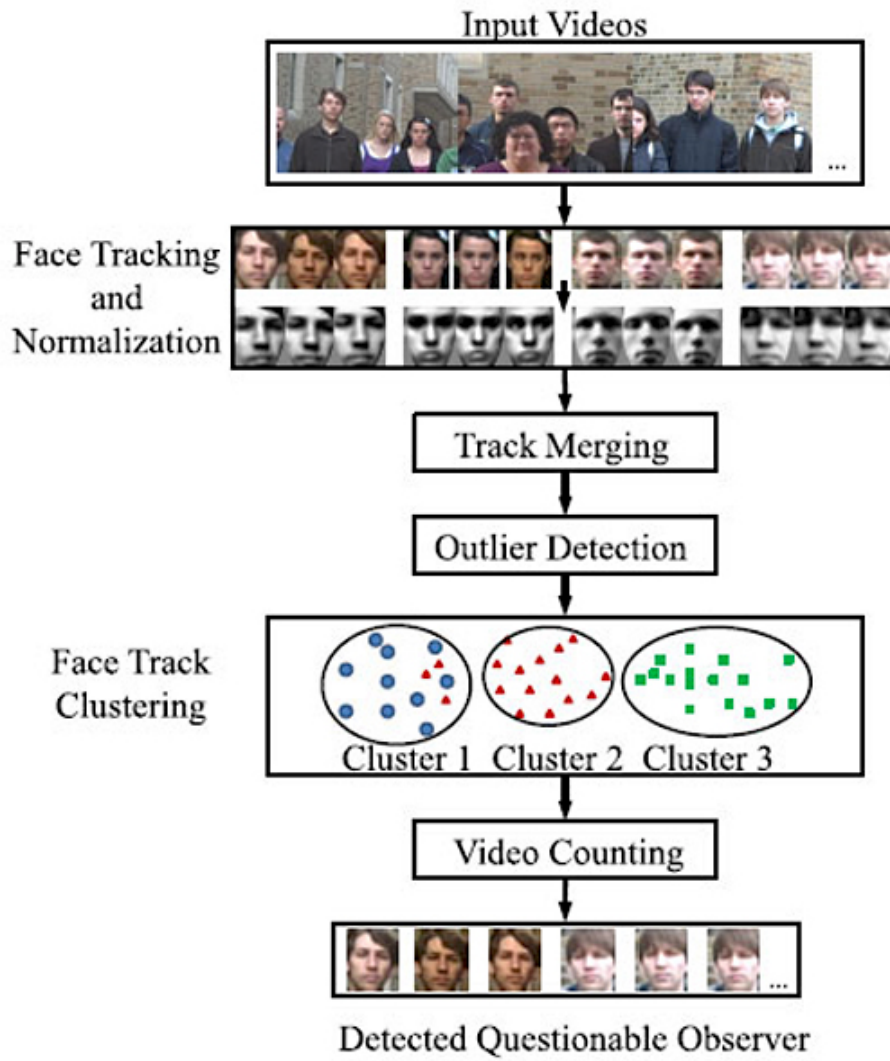 Input Videos
...
Face Tracking
and
Normalization
Track Merging
Outlier Detection
Face Track
Clustering
Cluster 1 Cluster 2 Cluster 3
Video Counting
...
Detected Questionable Observer